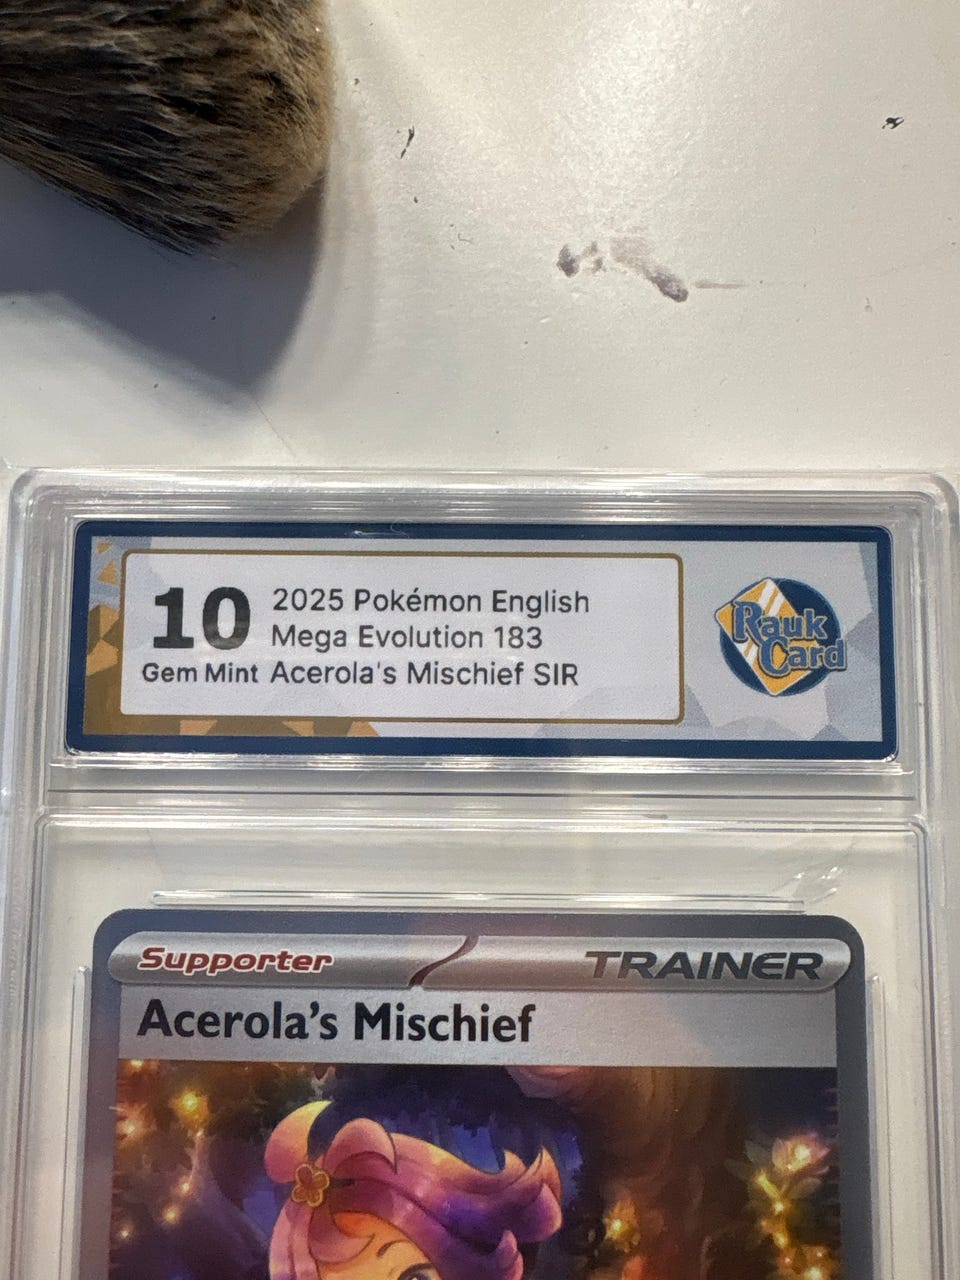 10
Gem Mint
2025 Pokémon English
Mega Evolution 183
Acerola's Mischief SIR
Rauk
Card
Supporter
TRAINER
Acerola's Mischief